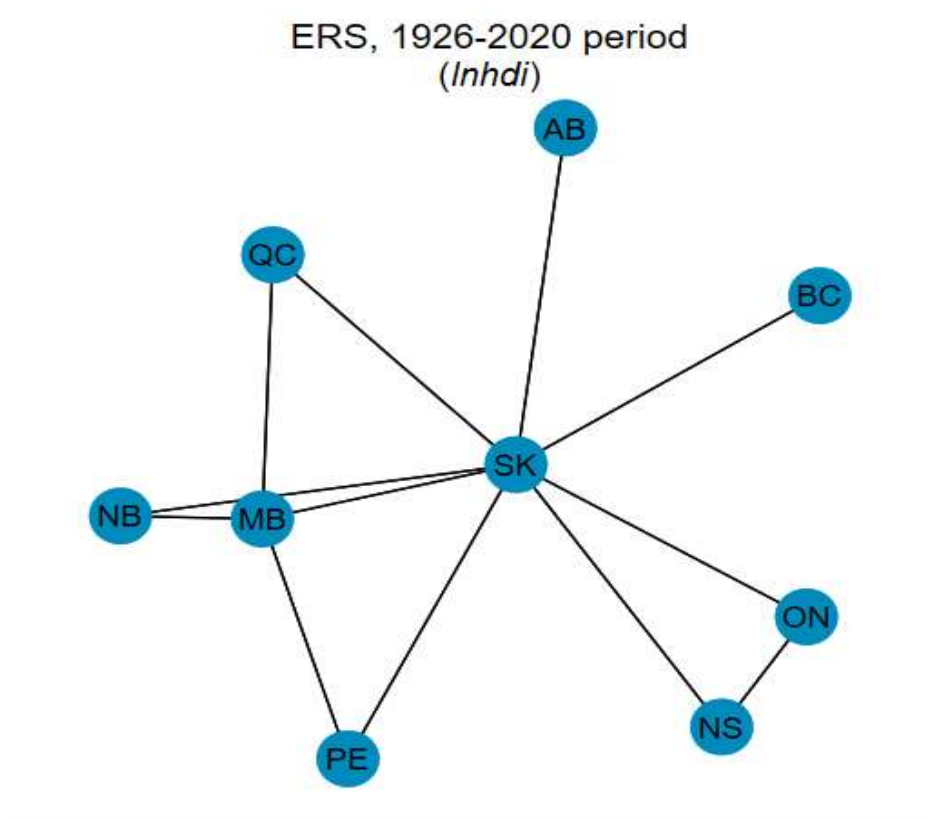 ERS, 1926-2020 period
(lnhdi)
AB
QC
BC
SK
NB
MB
ON
NS
PE